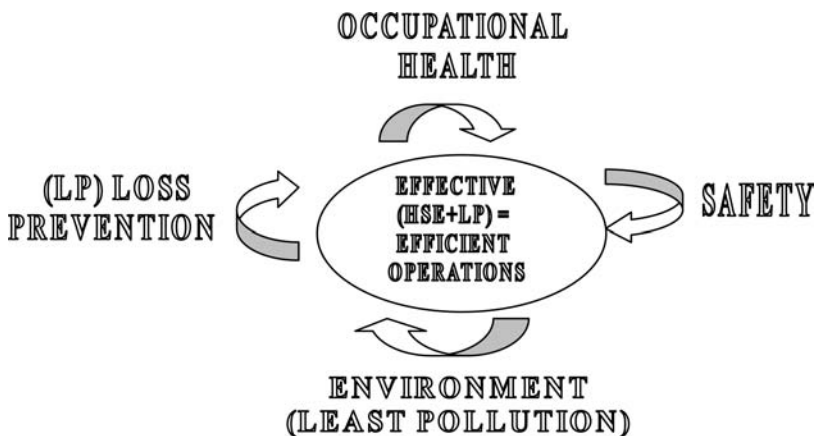 OCCUPATIONAL
HEALTH
(LP) LOSS
PREVENTION
EFFECTIVE
(HSE+LP) =
EFFICIENT
OPERATIONS
SAFETY
ENVIRONMENT
(LEAST POLLUTION)